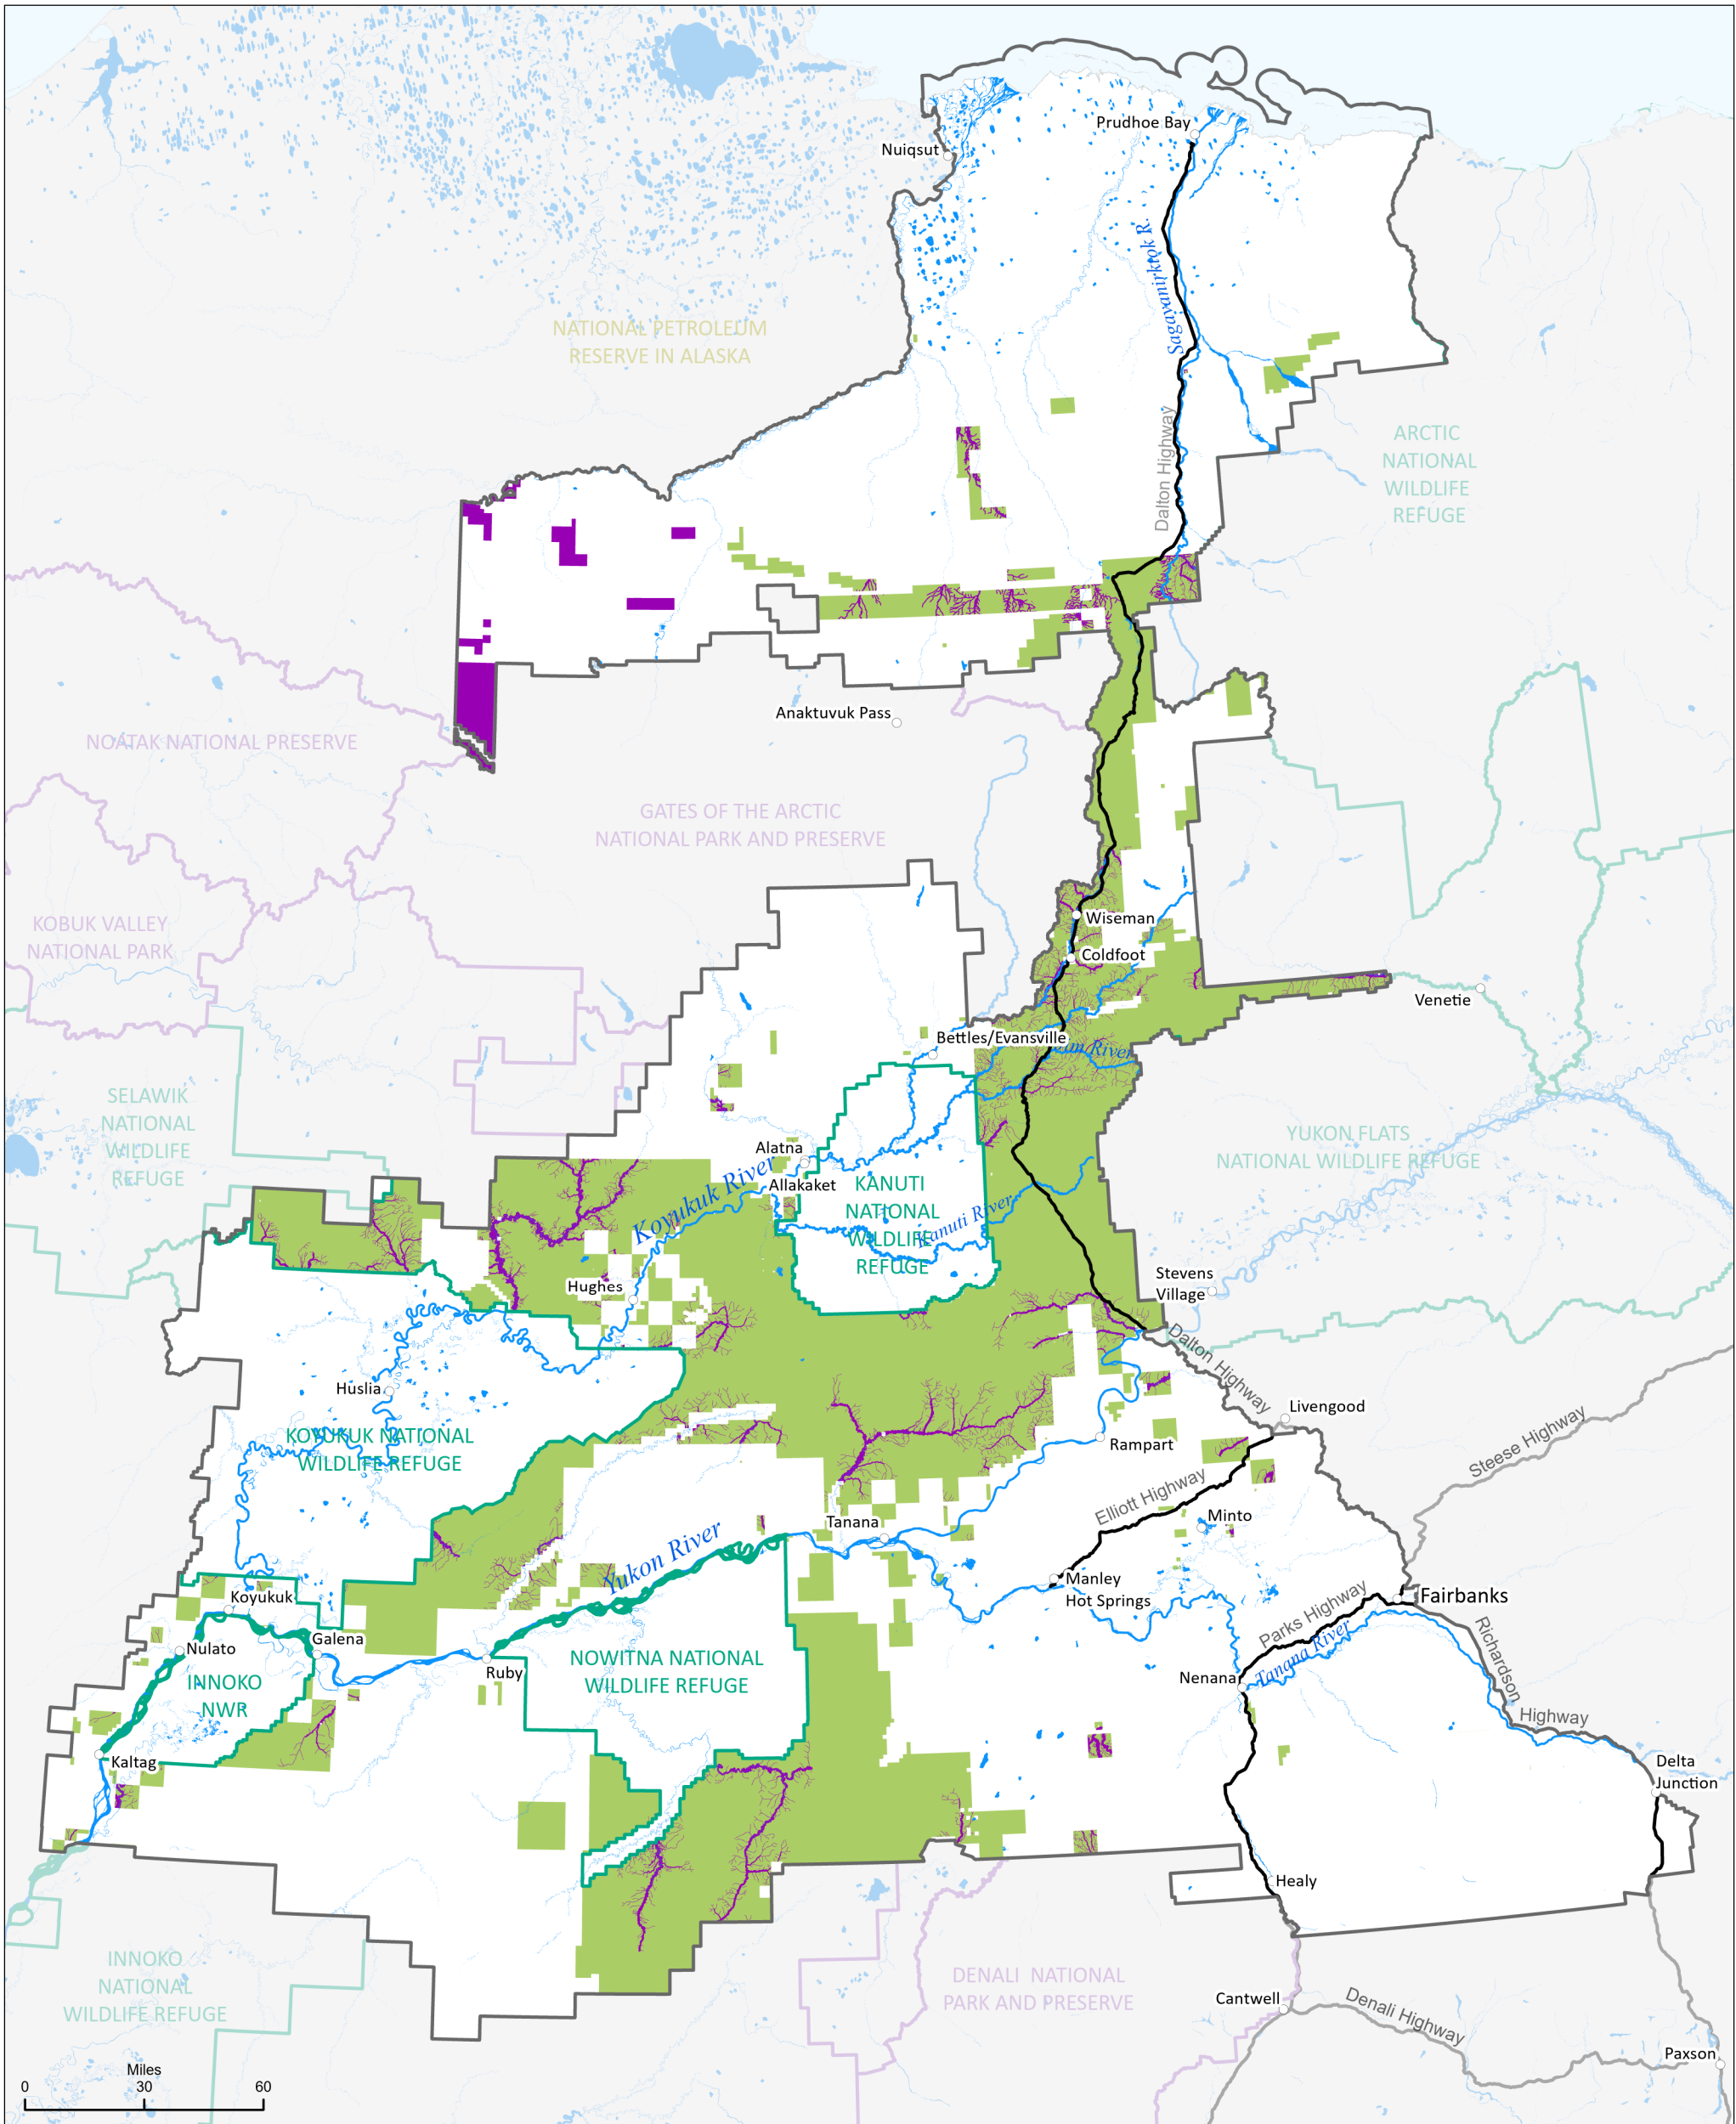 Prudhoe Bay
Nuiqsut
Sagavanirktok R.
NATIONAL PETROLEUM
RESERVE IN ALASKA
Dalton Highway
ARCTIC
NATIONAL
WILDLIFE
REFUGE
Anaktuvuk Pass
NOATAK NATIONAL PRESERVE
GATES OF THE ARCTIC
NATIONAL PARK AND PRESERVE
KOBUK VALLEY
NATIONAL PARK
Wiseman
Coldfoot
Venetie
Bettles/Evansville
River
SELAWIK
NATIONAL
WILDLIFE
REFUGE
YUKON FLATS
NATIONAL WILDLIFE REFUGE
Alatna
Allakaket
Koyukuk River
KANUTI
NATIONAL
WILDLIFE
REFUGE
Kanuti River
Hughes
Stevens
Village
Dalton Highway
Huslia
KOYUKUK NATIONAL
WILDLIFE REFUGE
Livengood
Rampart
Steese Highway
Elliott Highway
Minto
Tanana
Yukon River
Manley
Hot Springs
Fairbanks
Parks Highway
Tanana River
Richardson
Highway
Koyukuk
Nulato
Galena
INNOKO
NWR
Ruby
NOWITNA NATIONAL
WILDLIFE REFUGE
Nenana
Kaltag
Delta
Junction
Healy
INNOKO
NATIONAL
WILDLIFE REFUGE
DENALI NATIONAL
PARK AND PRESERVE
Cantwell
Denali Highway
Paxson
Miles
0 30 60